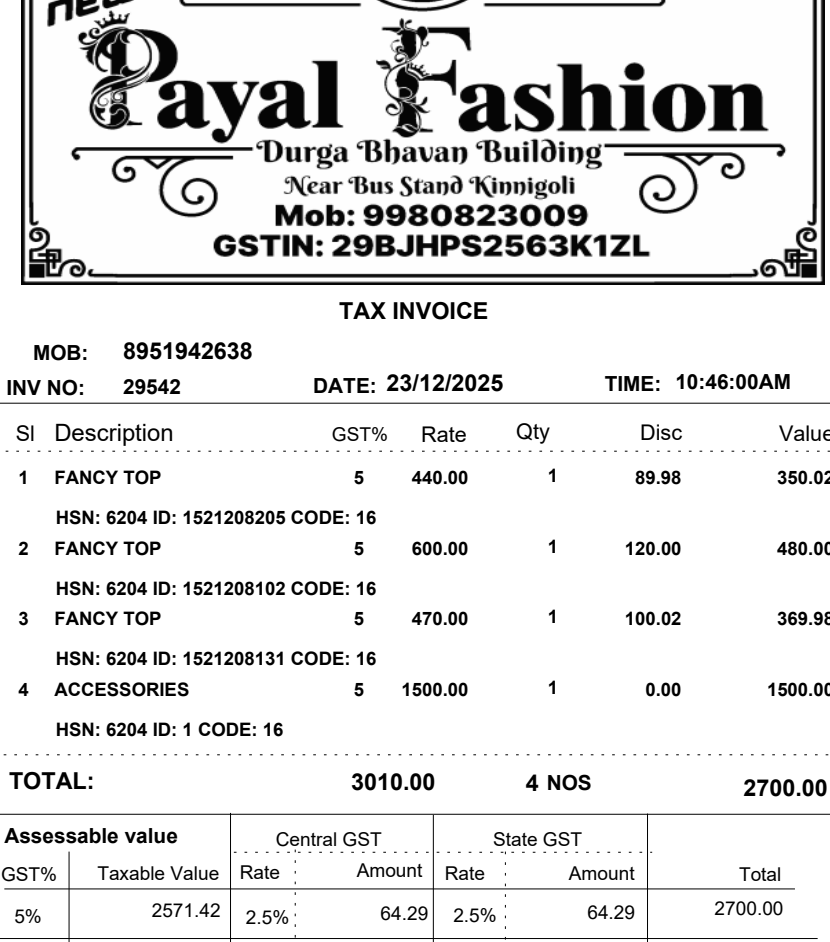 new
Payal Fashion
Durga Bhavan Building
Near Bus Stand Kinnigoli
Mob: 9980823009
GSTIN: 29BJHPS2563K1ZL
TAX INVOICE
MOB: 8951942638
INV NO: 29542 DATE: 23/12/2025 TIME: 10:46:00AM
Sl Description GST% Rate Qty Disc Value
1 FANCY TOP 5 440.00 1 89.98 350.02
HSN: 6204 ID: 1521208205 CODE: 16
2 FANCY TOP 5 600.00 1 120.00 480.00
HSN: 6204 ID: 1521208102 CODE: 16
3 FANCY TOP 5 470.00 1 100.02 369.98
HSN: 6204 ID: 1521208131 CODE: 16
4 ACCESSORIES 5 1500.00 1 0.00 1500.00
HSN: 6204 ID: 1 CODE: 16
TOTAL: 3010.00 4 NOS 2700.00
Assessable value Central GST State GST
GST% Taxable Value Rate Amount Rate Amount Total
5% 2571.42 2.5% 64.29 2.5% 64.29 2700.00